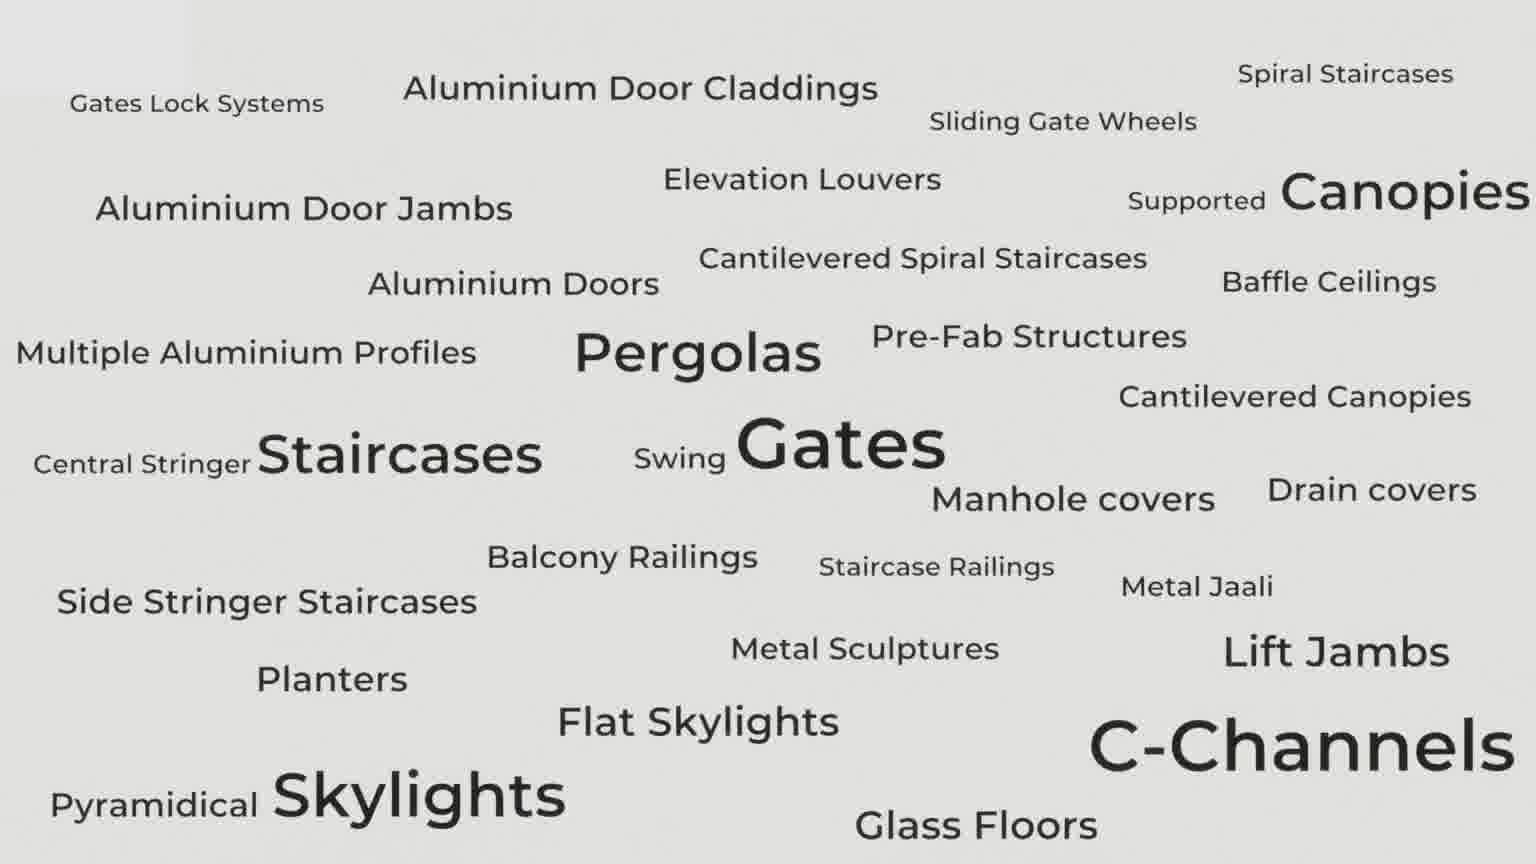 Spiral Staircases
Aluminium Door Claddings
Gates Lock Systems
Sliding Gate Wheels
Elevation Louvers
Supported Canopies
Aluminium Door Jambs
Cantilevered Spiral Staircases
Aluminium Doors
Baffle Ceilings
Pre-Fab Structures
Multiple Aluminium Profiles
Pergolas
Cantilevered Canopies
Central Stringer Staircases
Swing Gates
Drain covers
Manhole covers
Balcony Railings
Staircase Railings
Metal Jaali
Side Stringer Staircases
Metal Sculptures
Lift Jambs
Planters
Flat Skylights
C-Channels
Pyramidical Skylights
Glass Floors